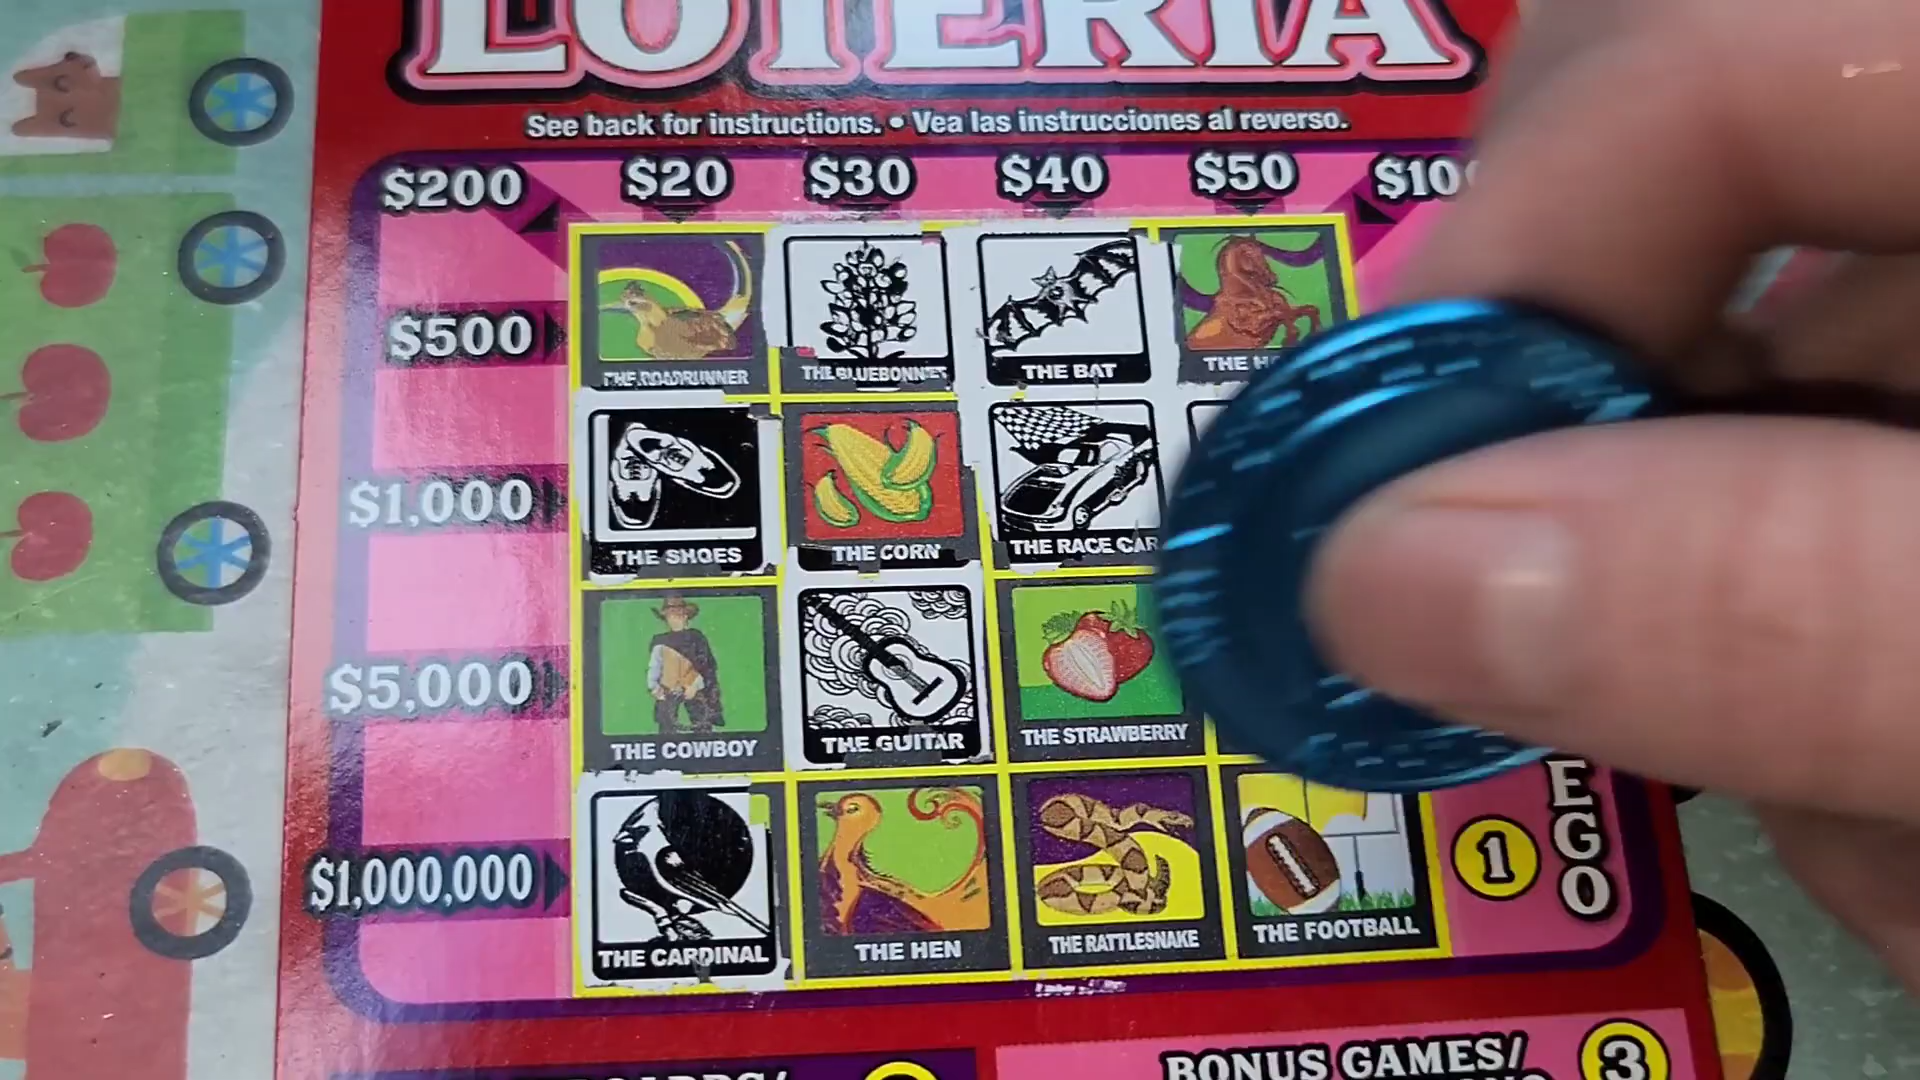 LOTERIA
See back for instructions. • Vea las instrucciones al reverso.
$200 $20 $30 $40 $50
$500
THE ROADRUNNER THE BLUEBONNET THE BAT THE
$1,000
THE SHOES THE CORN THE RACE CAR
$5,000
THE COWBOY THE GUITAR THE STRAWBERRY
$1,000,000
THE CARDINAL THE HEN THE RATTLESNAKE THE FOOTBALL
EGO
1
BONUS GAMES/
3